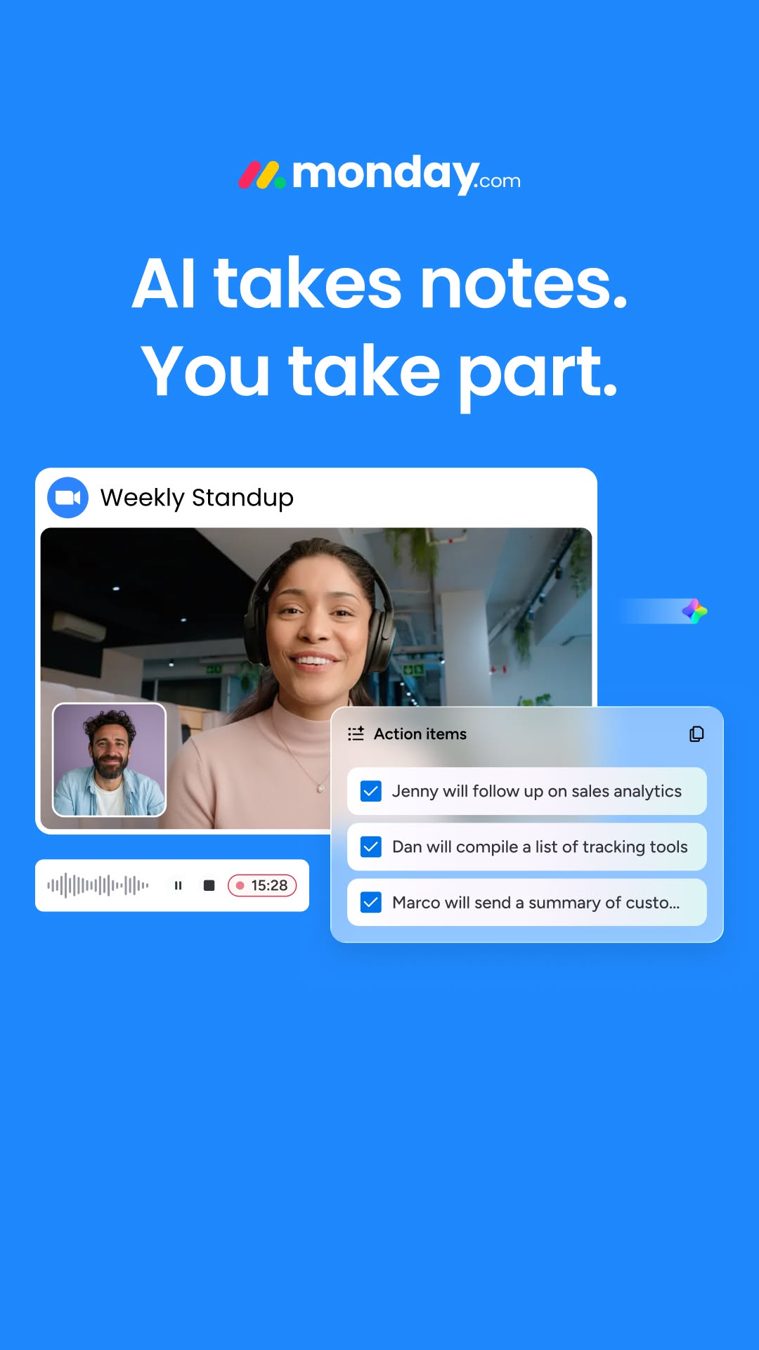 monday.com
AI takes notes.
You take part.
Weekly Standup
Action items
Jenny will follow up on sales analytics
Dan will compile a list of tracking tools
Marco will send a summary of custo...
15:28